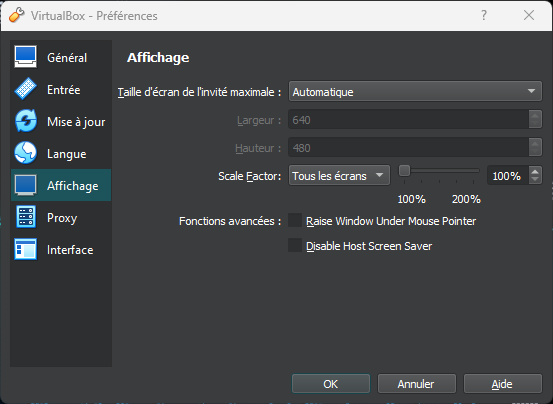 VirtualBox - Préférences
Général
Entrée
Mise à jour
Langue
Affichage
Proxy
Interface
Affichage
Taille d'écran de l'invité maximale : Automatique
Largeur : 640
Hauteur : 480
Scale Factor: Tous les écrans 100%
100% 200%
Fonctions avancées : Raise Window Under Mouse Pointer
Disable Host Screen Saver
OK Annuler Aide